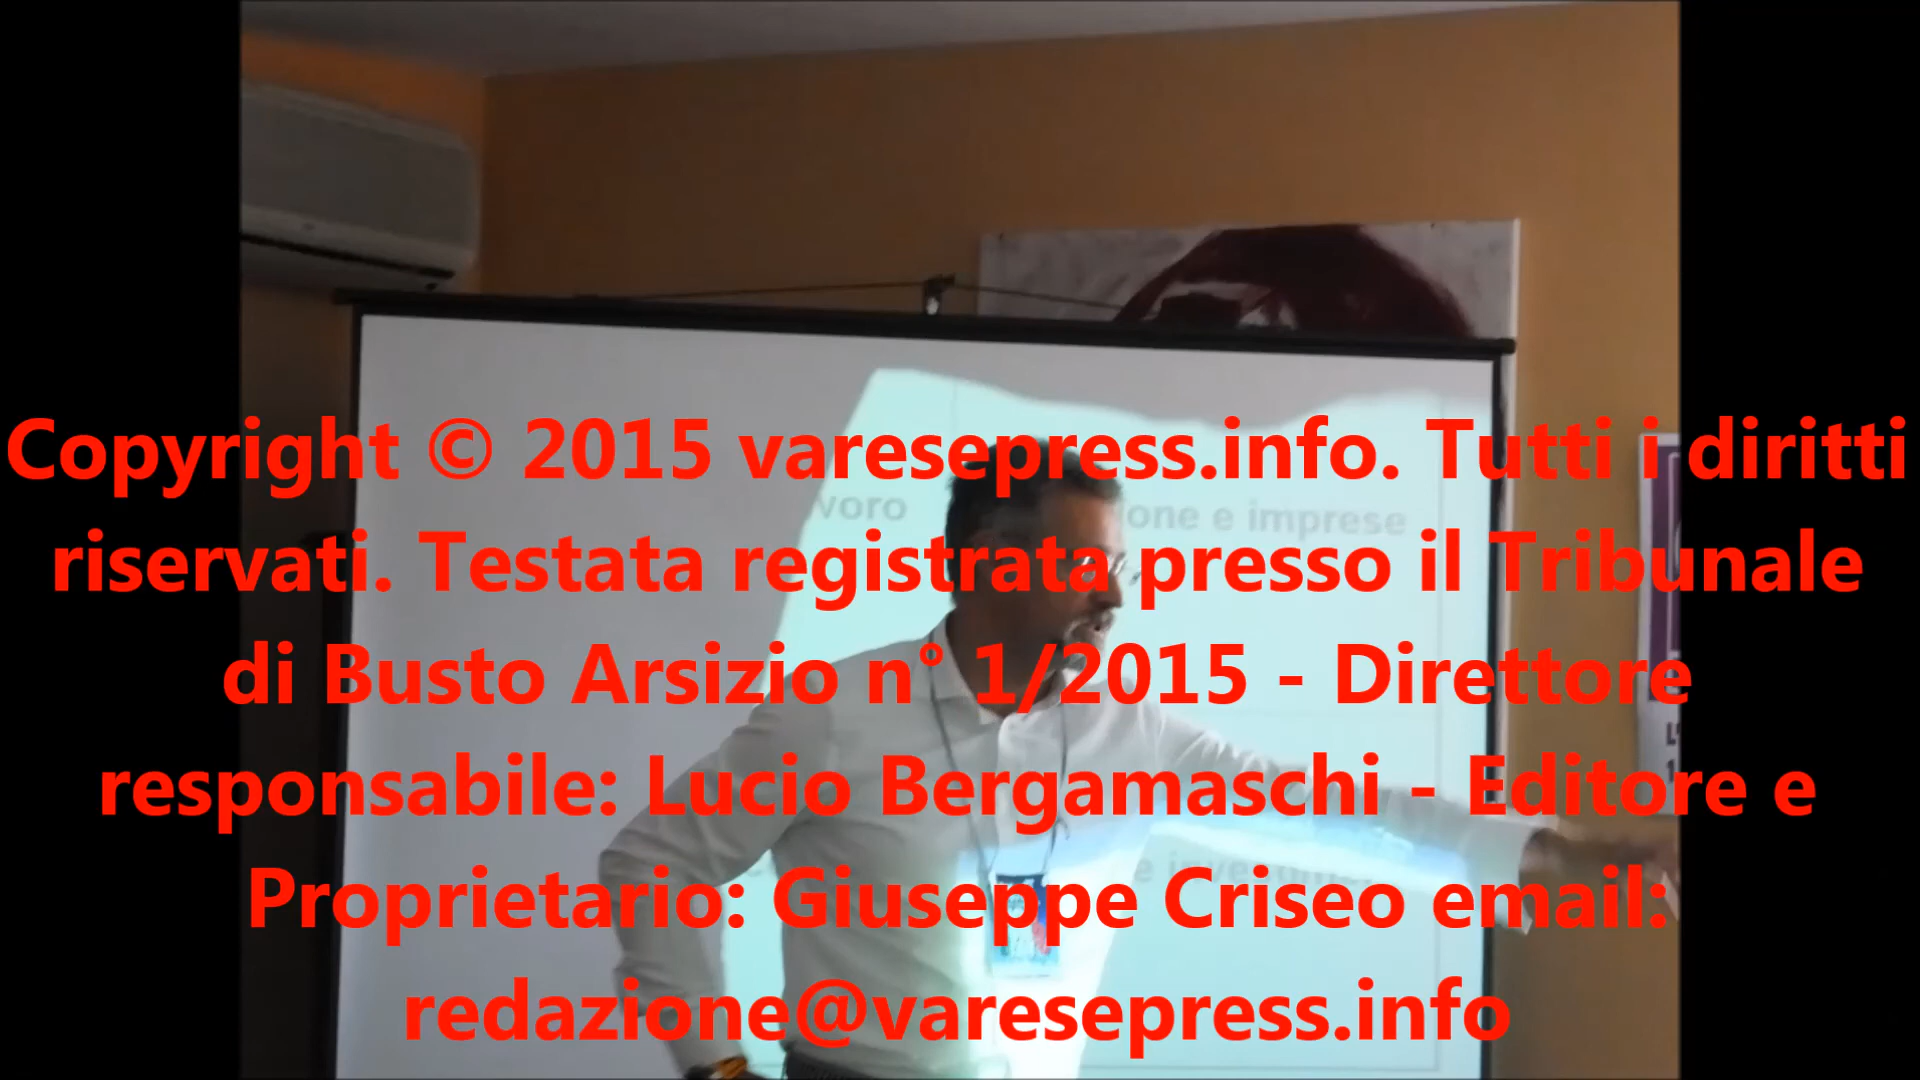 Copyright © 2015 varesepress.info. Tutti i diritti
riservati. Testata registrata presso il Tribunale
di Busto Arsizio n° 1/2015 - Direttore
responsabile: Lucio Bergamaschi - Editore e
Proprietario: Giuseppe Criseo email:
redazione@varesepress.info
voro
one e imprese